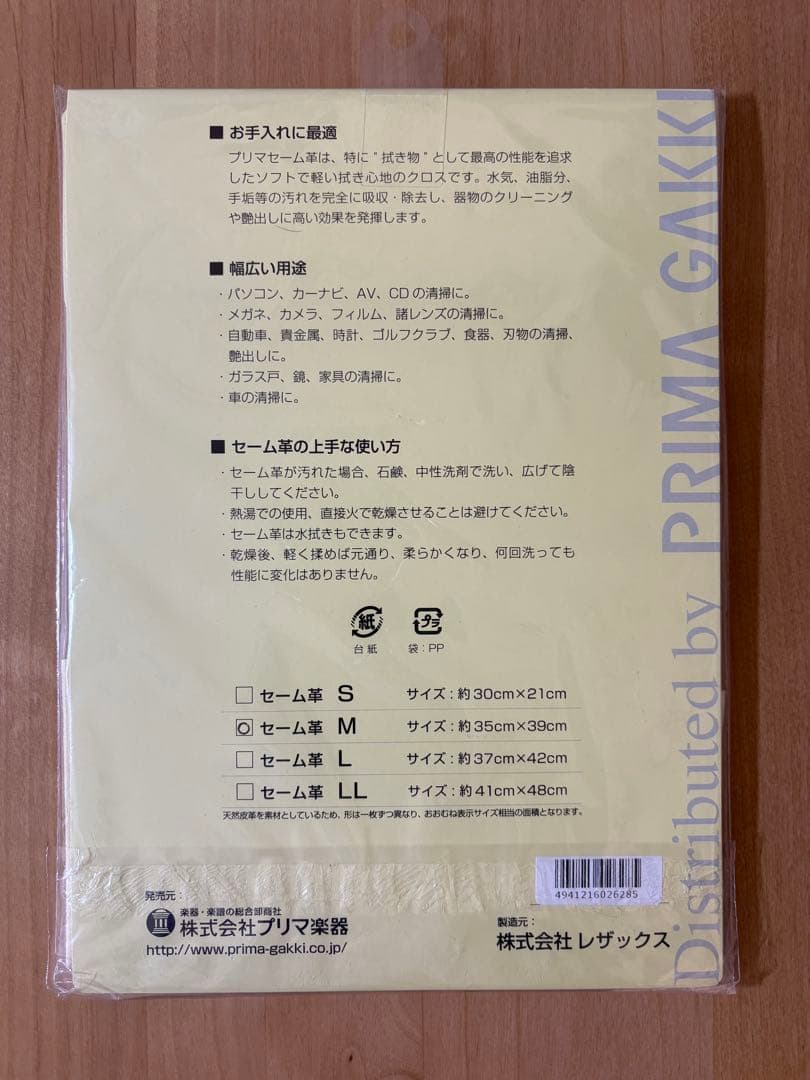 ■ お手入れに最適
プリマセーム革は、特に"拭き物"として最高の性能を追求
したソフトで軽い拭き心地のクロスです。水気、油脂分、
手垢等の汚れを完全に吸収・除去し、器物のクリーニング
や艶出しに高い効果を発揮します。
■ 幅広い用途
・パソコン、カーナビ、AV、CDの清掃に。
・メガネ、カメラ、フィルム、諸レンズの清掃に。
・自動車、貴金属、時計、ゴルフクラブ、食器、刃物の清掃、
艶出しに。
・ガラス戸、鏡、家具の清掃に。
・車の清掃に。
■ セーム革の上手な使い方
・セーム革が汚れた場合、石鹸、中性洗剤で洗い、広げて陰
干ししてください。
・熱湯での使用、直接火で乾燥させることは避けてください。
・セーム革は水拭きもできます。
・乾燥後、軽く揉めば元通り、柔らかくなり、何回洗っても
性能に変化はありません。
紙 プラ
台紙 袋:PP
セーム革 S サイズ:約30cm×21cm
セーム革 M サイズ:約35cm×39cm
セーム革 L サイズ:約37cm×42cm
セーム革 LL サイズ:約41cm×48cm
天然皮革を素材としているため、形は一枚ずつ異なり、おおむね表示サイズ相当の面積となります。
4941216026285
発売元:
楽器・楽譜の総合卸商社
株式会社プリマ楽器
http://www.prima-gakki.co.jp/
製造元:
株式会社 レザックス
Distributed by PRIMA GAKKI